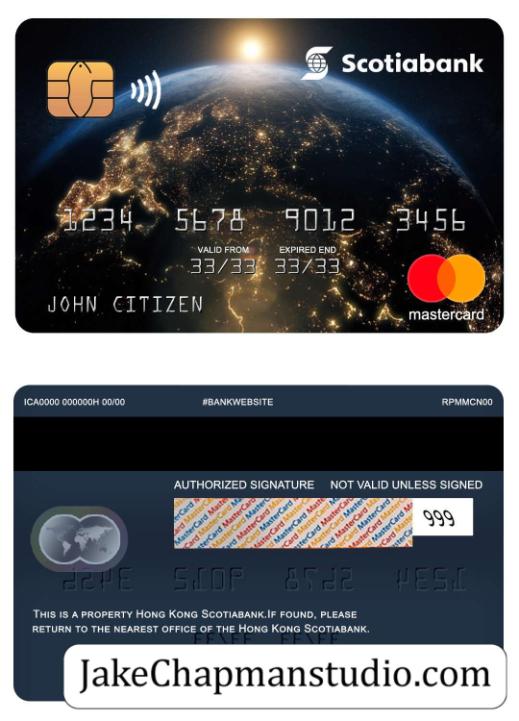 Scotiabank
1234 5678 9012 3456
VALID FROM EXPIRED END
33/33 33/33
JOHN CITIZEN
mastercard
ICA0000 000000H 00/00 #BANKWEBSITE RPMMCN00
AUTHORIZED SIGNATURE NOT VALID UNLESS SIGNED
MasterCard MasterCard MasterCard
999
THIS IS A PROPERTY HONG KONG SCOTIABANK.IF FOUND, PLEASE
RETURN TO THE NEAREST OFFICE OF THE HONG KONG SCOTIABANK.
JakeChapmanstudio.com